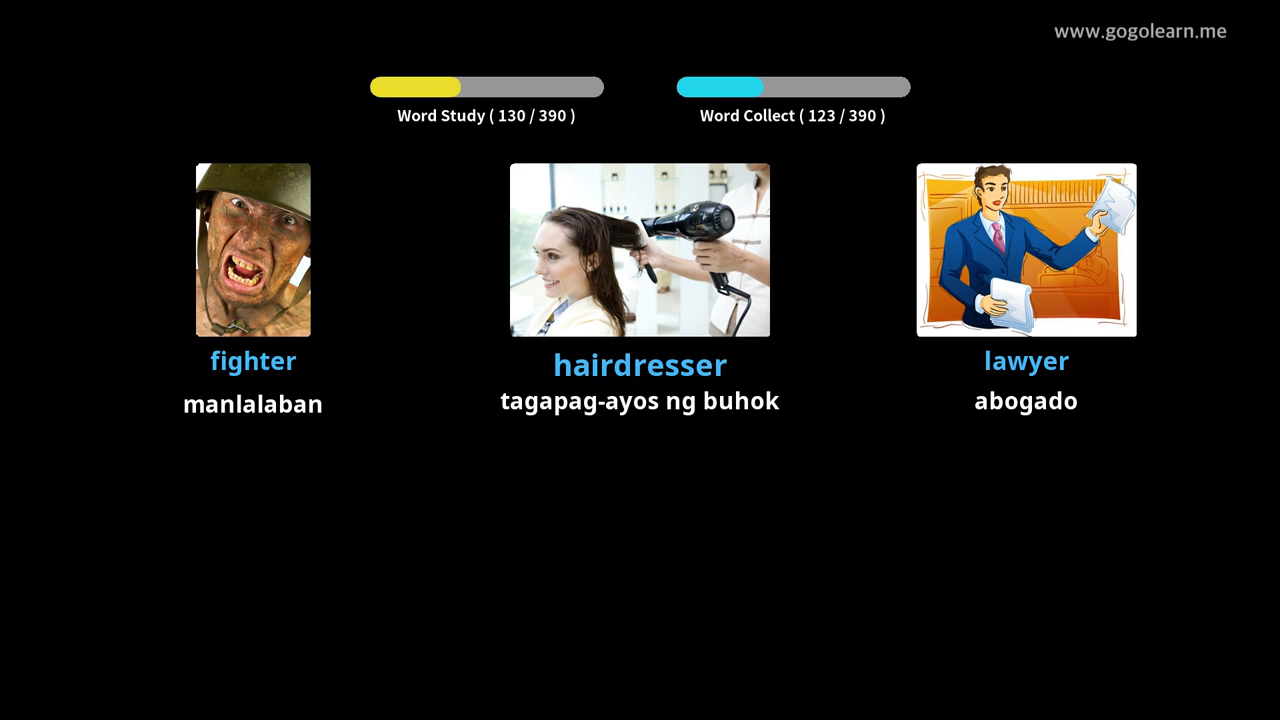 www.gogolearn.me
Word Study ( 130 / 390 )
Word Collect ( 123 / 390 )
fighter
manlalaban
hairdresser
tagapag-ayos ng buhok
lawyer
abogado